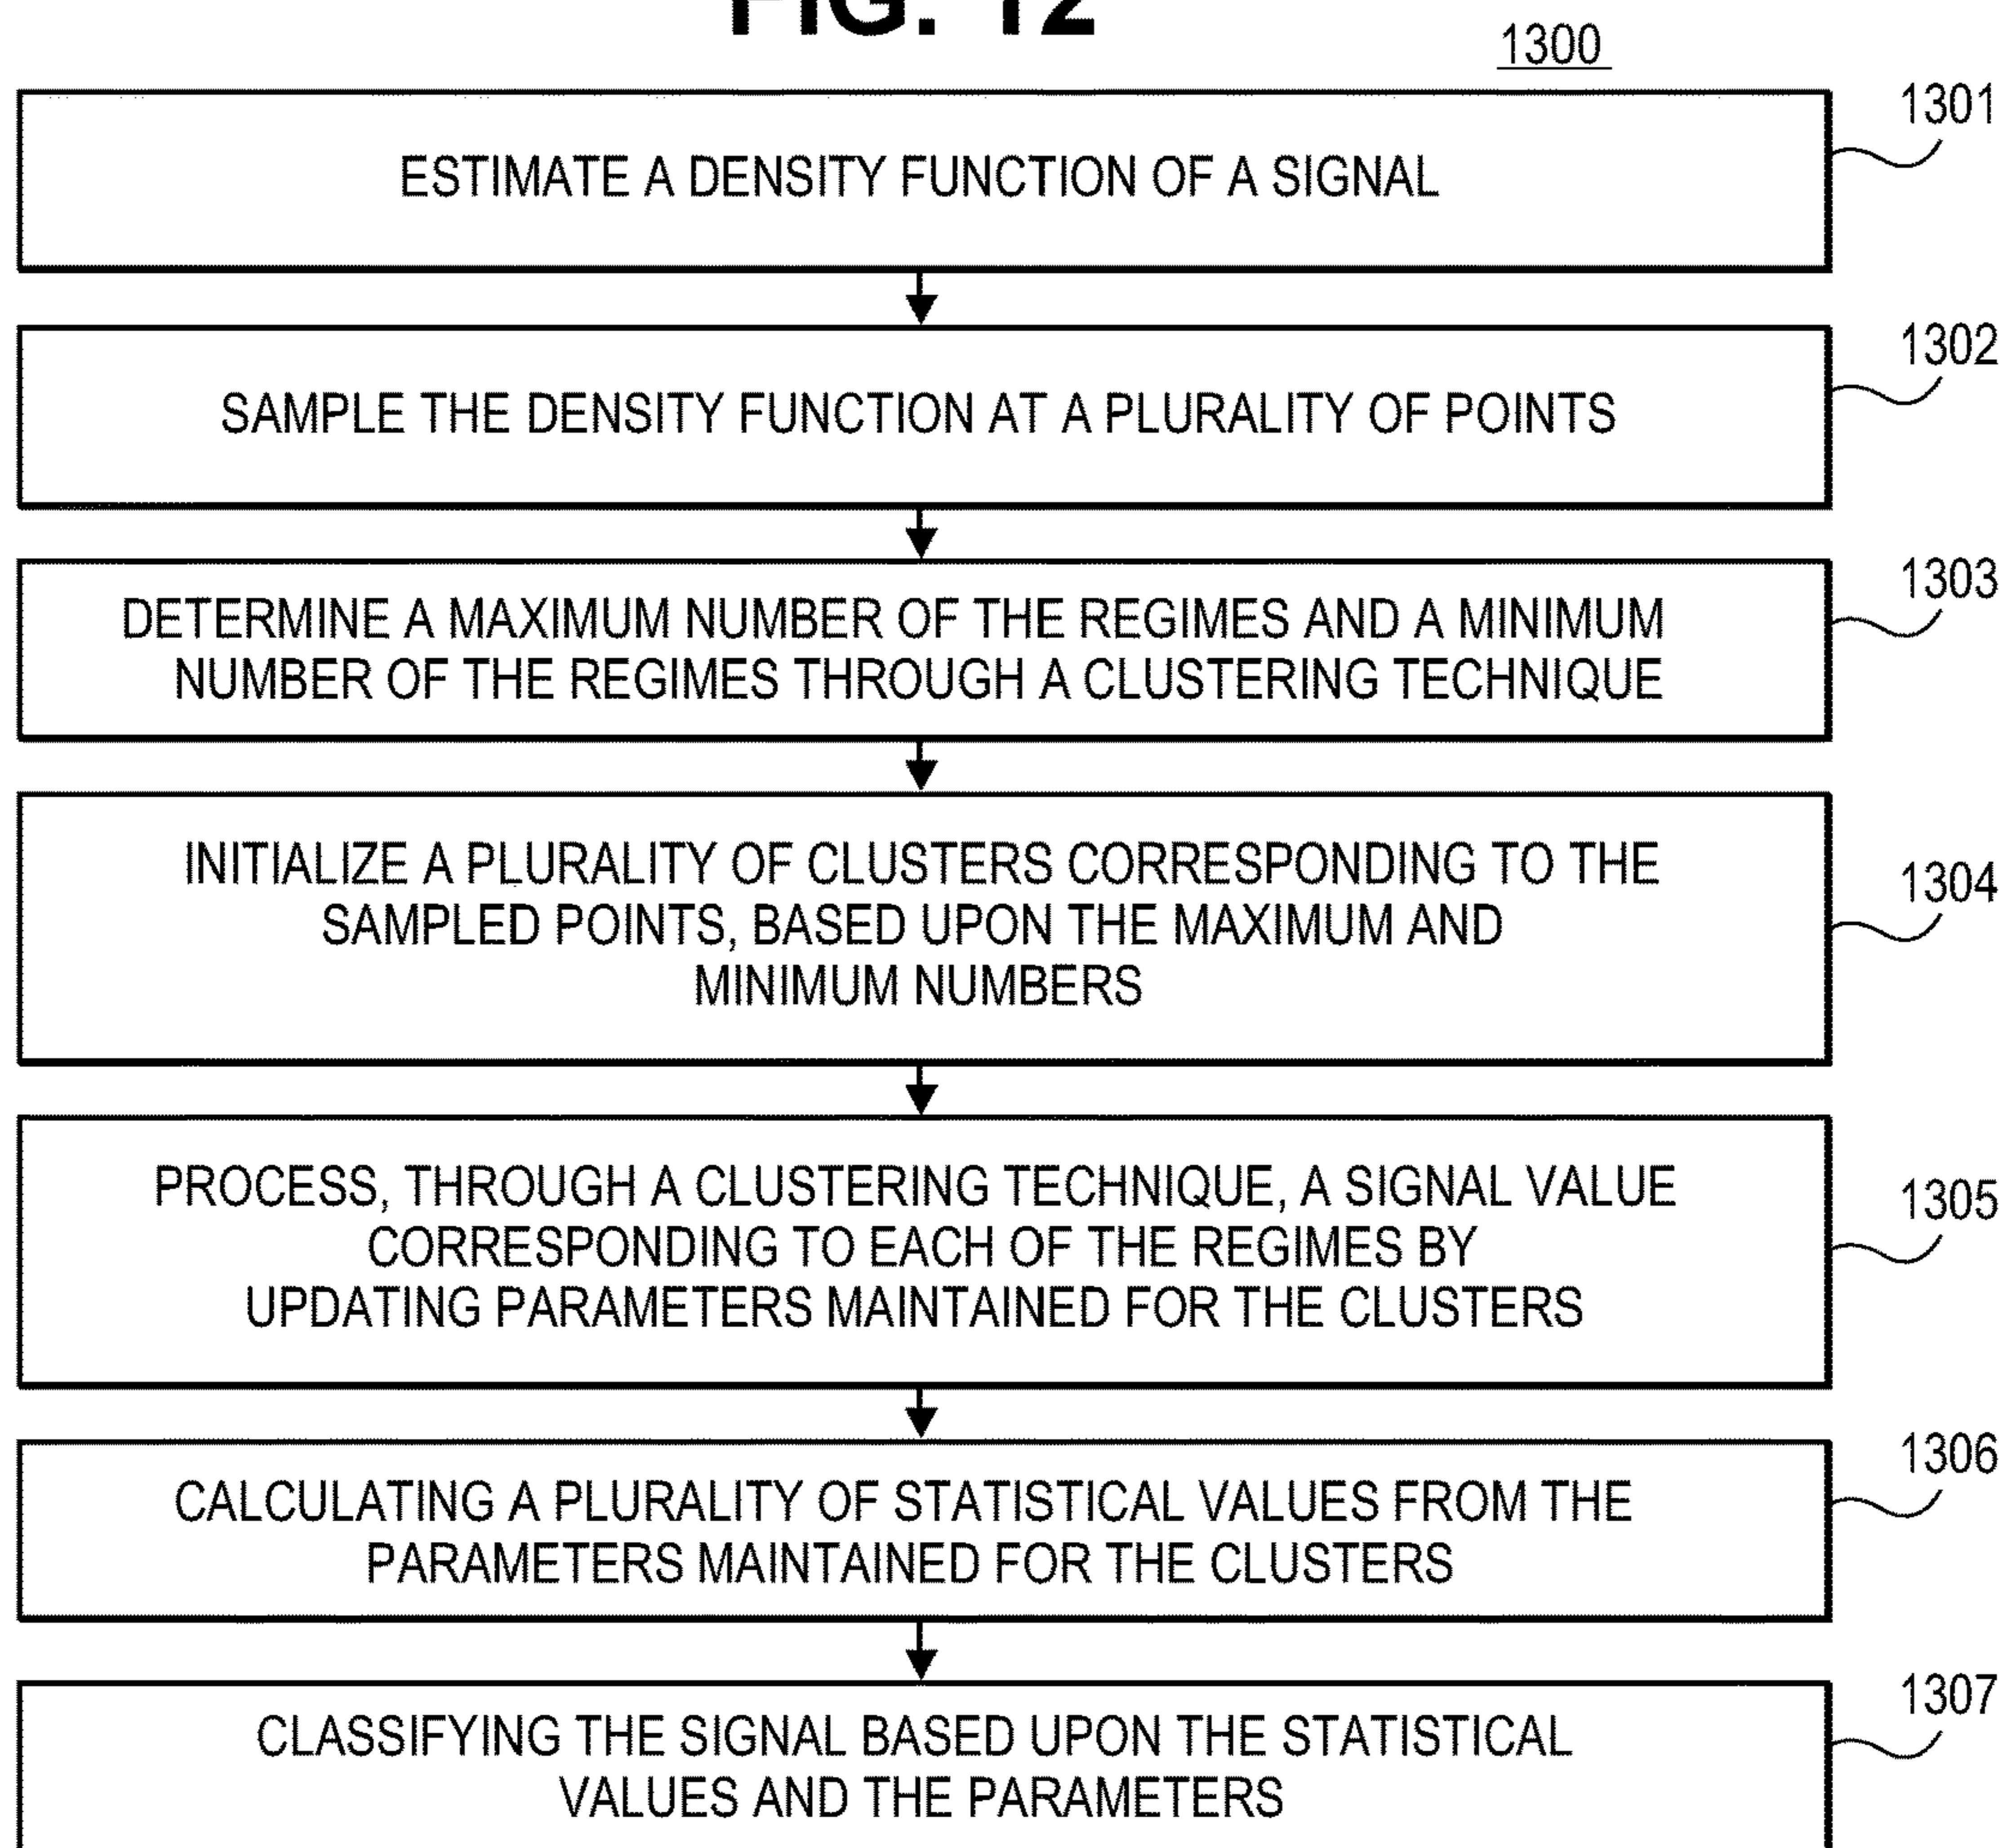 FIG. 12
1300
ESTIMATE A DENSITY FUNCTION OF A SIGNAL
1301
SAMPLE THE DENSITY FUNCTION AT A PLURALITY OF POINTS
1302
DETERMINE A MAXIMUM NUMBER OF THE REGIMES AND A MINIMUM
NUMBER OF THE REGIMES THROUGH A CLUSTERING TECHNIQUE
1303
INITIALIZE A PLURALITY OF CLUSTERS CORRESPONDING TO THE
SAMPLED POINTS, BASED UPON THE MAXIMUM AND
MINIMUM NUMBERS
1304
PROCESS, THROUGH A CLUSTERING TECHNIQUE, A SIGNAL VALUE
CORRESPONDING TO EACH OF THE REGIMES BY
UPDATING PARAMETERS MAINTAINED FOR THE CLUSTERS
1305
CALCULATING A PLURALITY OF STATISTICAL VALUES FROM THE
PARAMETERS MAINTAINED FOR THE CLUSTERS
1306
CLASSIFYING THE SIGNAL BASED UPON THE STATISTICAL
VALUES AND THE PARAMETERS
1307